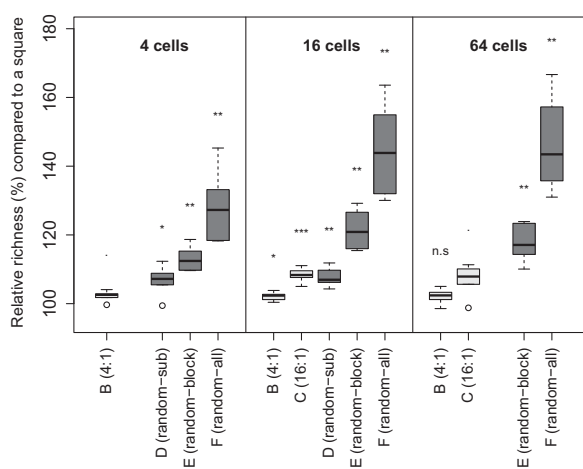 Relative richness (%) compared to a square
180
160
140
120
100
4 cells
16 cells
64 cells
.
*
**
**
*
***
**
**
**
n.s
.
**
**
B (4:1)
D (random−sub)
E (random−block)
F (random−all)
B (4:1)
C (16:1)
D (random−sub)
E (random−block)
F (random−all)
B (4:1)
C (16:1)
E (random−block)
F (random−all)